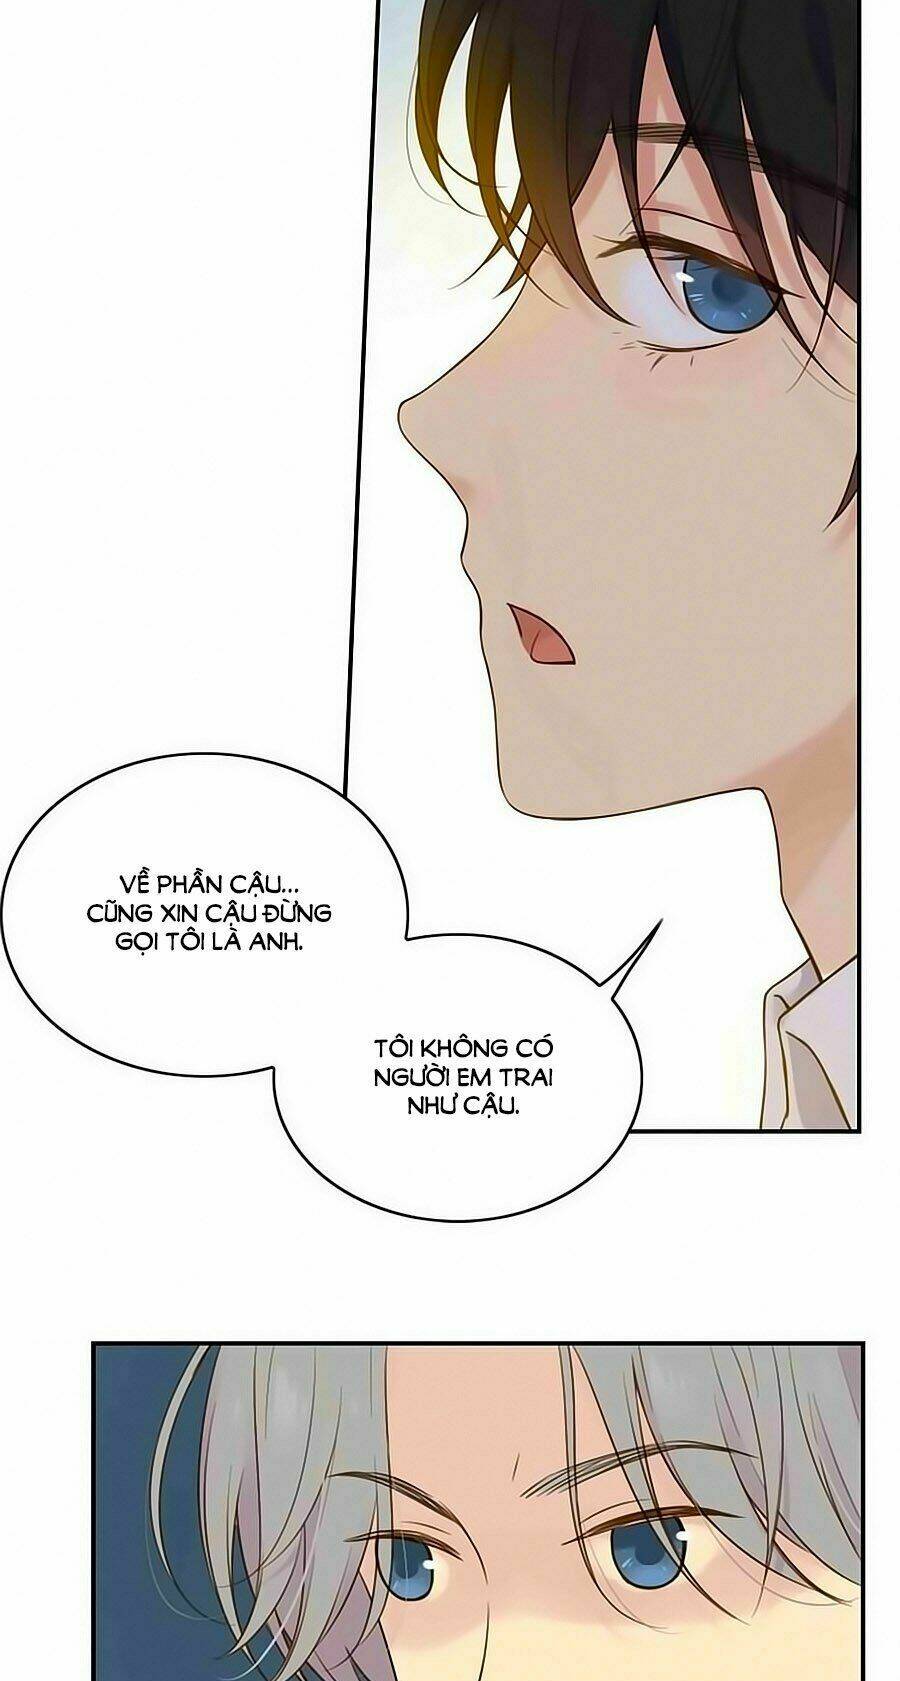 VỀ PHẦN CẬU...
CŨNG XIN CẬU ĐỪNG
GỌI TÔI LÀ ANH.
TÔI KHÔNG CÓ
NGƯỜI EM TRAI
NHƯ CẬU.